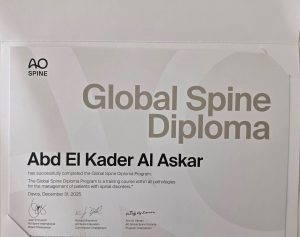 AO
SPINE
Global Spine
Diploma
Abd El Kader Al Askar
has successfully completed the Global Spine Diploma Program.
The Global Spine Diploma Program is a training course within all pathologies
for the management of patients with spinal disorders."
Davos, December 31, 2025